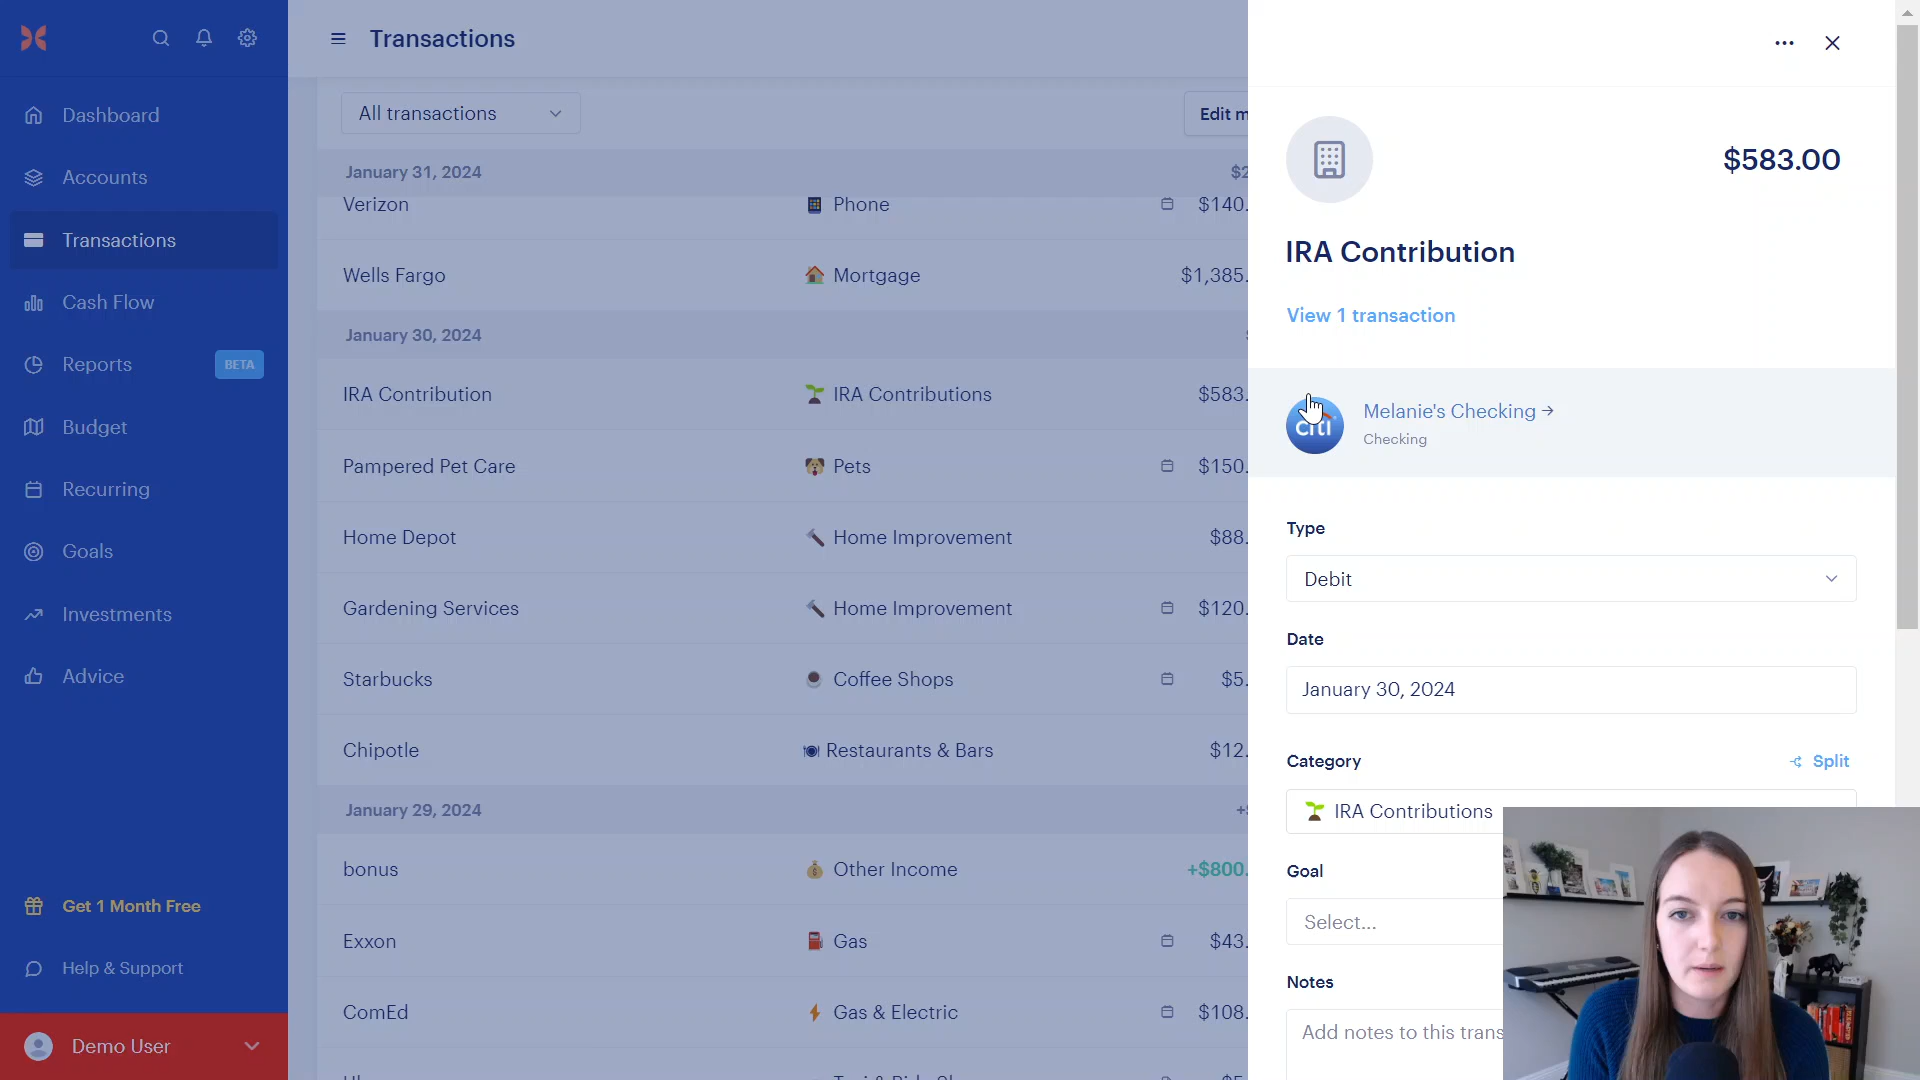 Transactions
Dashboard
Accounts
Transactions
Cash Flow
Reports
BETA
Budget
Recurring
Goals
Investments
Advice
Get 1 Month Free
Help & Support
Demo User
All transactions
Edit m
January 31, 2024
$2
Verizon
Phone
$140.
Wells Fargo
Mortgage
$1,385.
January 30, 2024
IRA Contribution
IRA Contributions
$583.
Pampered Pet Care
Pets
$150.
Home Depot
Home Improvement
$88.
Gardening Services
Home Improvement
$120.
Starbucks
Coffee Shops
$5.
Chipotle
Restaurants & Bars
$12.
January 29, 2024
bonus
Other Income
+$800.
Exxon
Gas
$43.
ComEd
Gas & Electric
$108.
$583.00
IRA Contribution
View 1 transaction
citi
Melanie's Checking →
Checking
Type
Debit
Date
January 30, 2024
Category
Split
IRA Contributions
Goal
Select...
Notes
Add notes to this trans